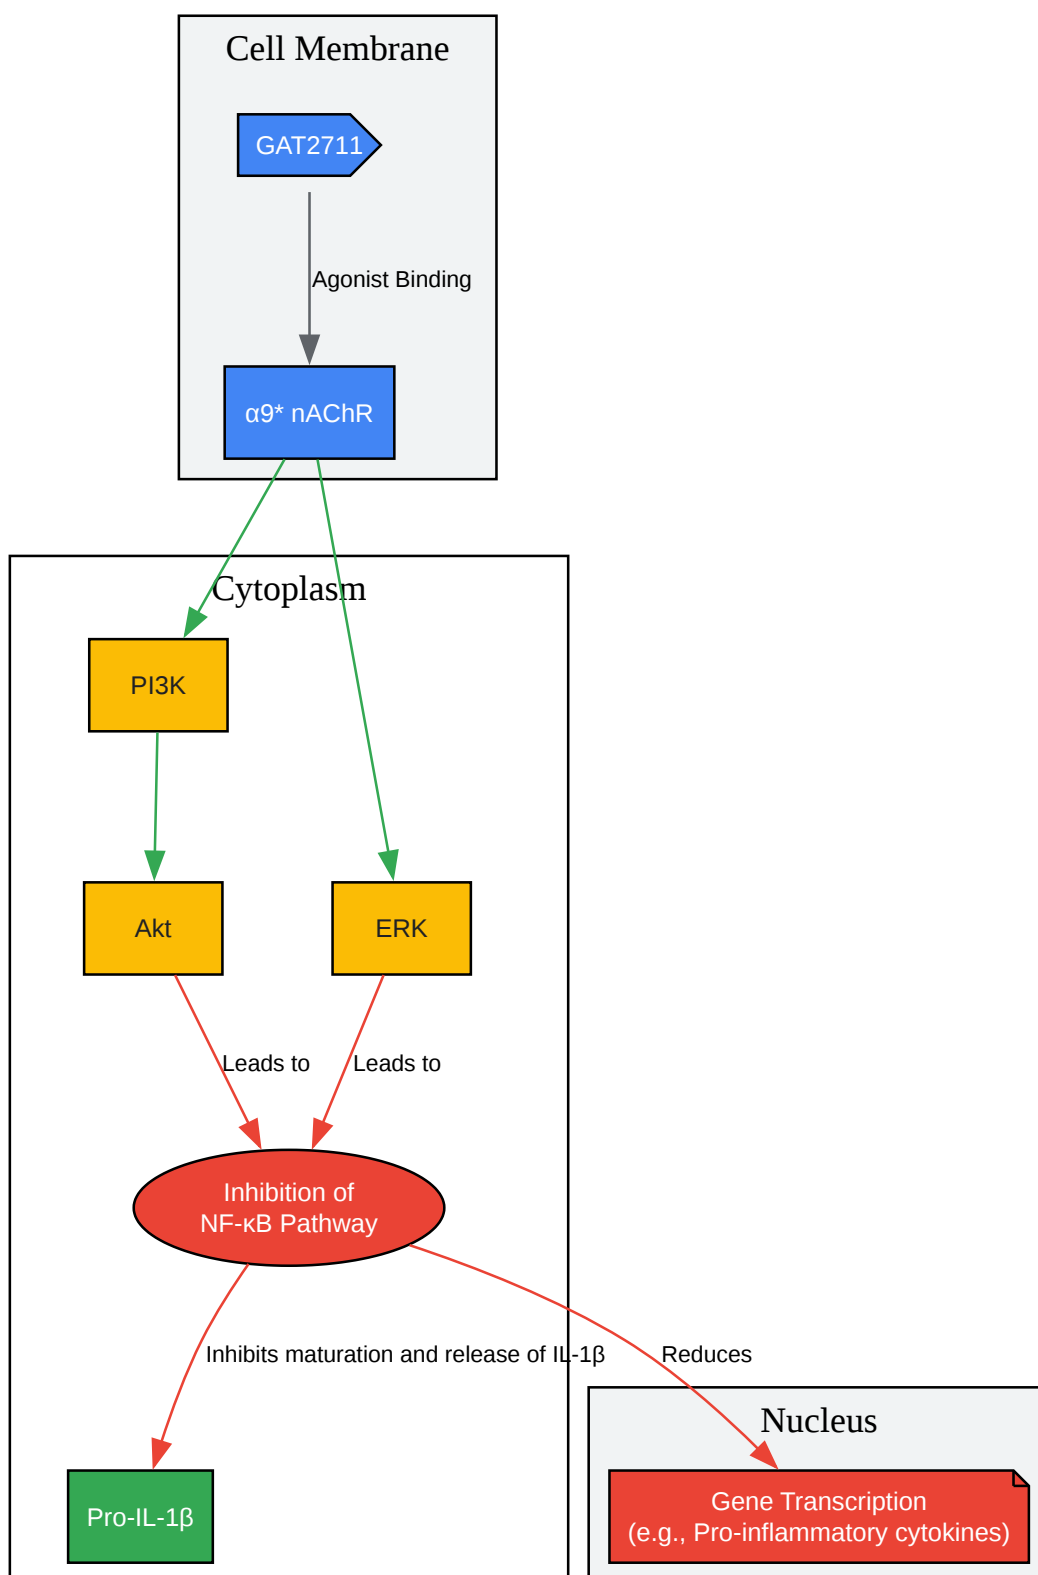 Cell Membrane
GAT2711
Agonist Binding
α9* nAChR
Cytoplasm
PI3K
Akt
ERK
Leads to
Leads to
Inhibition of
NF-κB Pathway
Inhibits maturation and release of IL-1β
Reduces
Nucleus
Pro-IL-1β
Gene Transcription
(e.g., Pro-inflammatory cytokines)